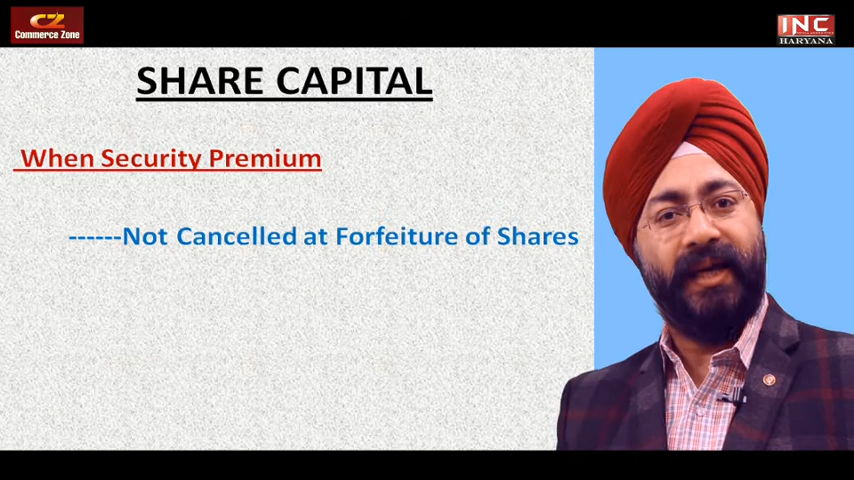 CZ
Commerce Zone
INC
HARYANA
SHARE CAPITAL
When Security Premium
------Not Cancelled at Forfeiture of Shares